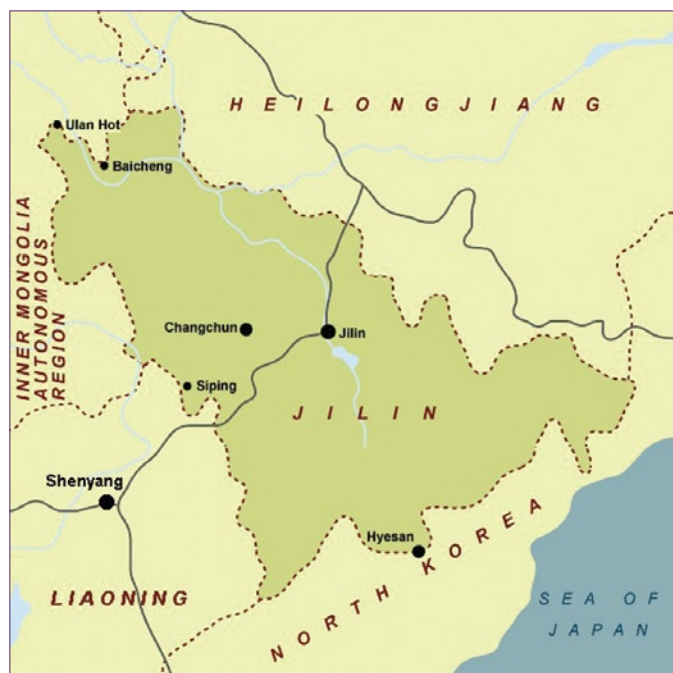 HEILONGJIANG
Ulan Hot
Baicheng
INNER MONGOLIA
AUTONOMOUS
REGION
Changchun
Jilin
Siping
JILIN
Shenyang
Hyesan
NORTH KOREA
LIAONING
SEA OF
JAPAN